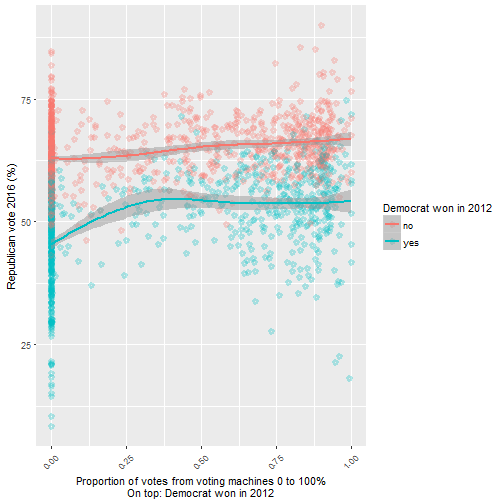 Republican vote 2016 (%)
75
50
25
0.00
0.25
0.50
0.75
1.00
Proportion of votes from voting machines 0 to 100%
On top: Democrat won in 2012
Democrat won in 2012
no
yes